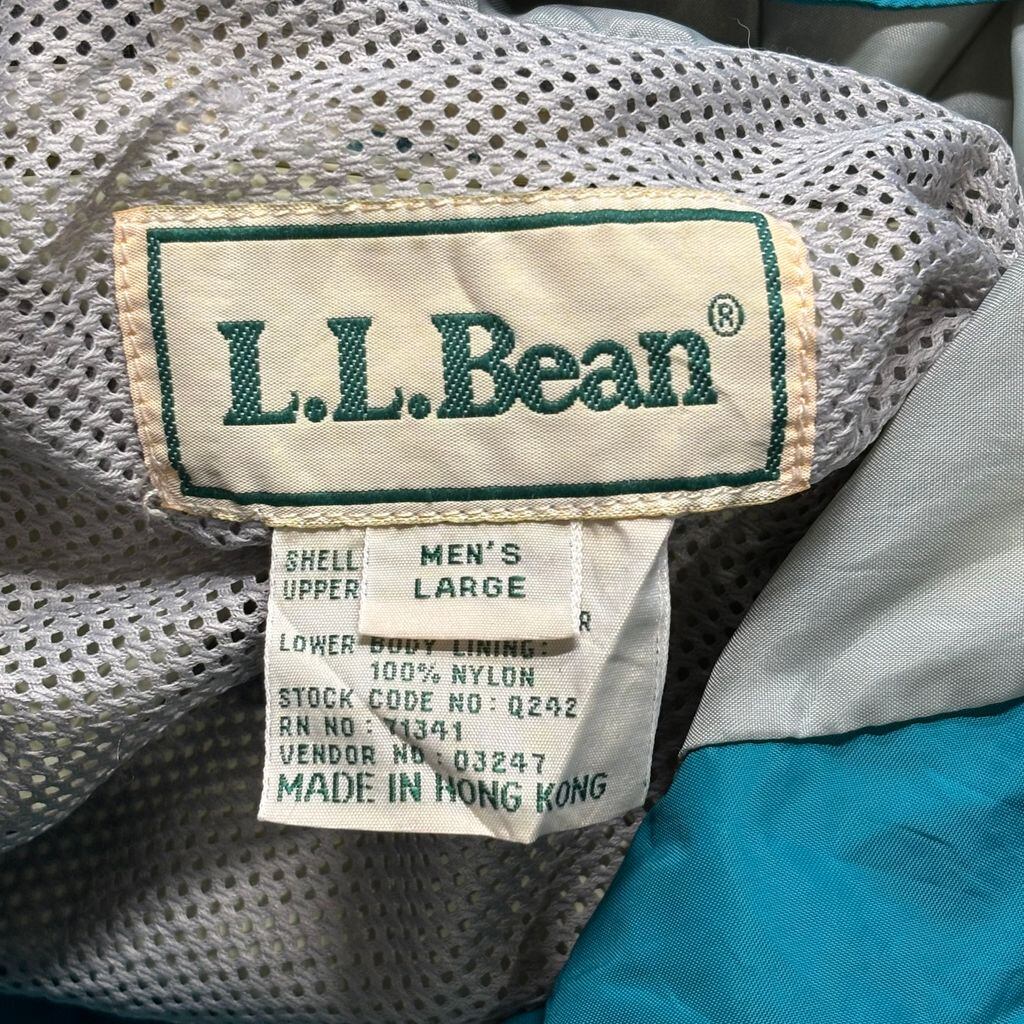 L.L.Bean®
MEN'S
LARGE
SHELL
UPPER
R
LOWER BODY LINING:
100% NYLON
STOCK CODE NO: Q242
RN NO: 71341
VENDOR NO: 03247
MADE IN HONG KONG